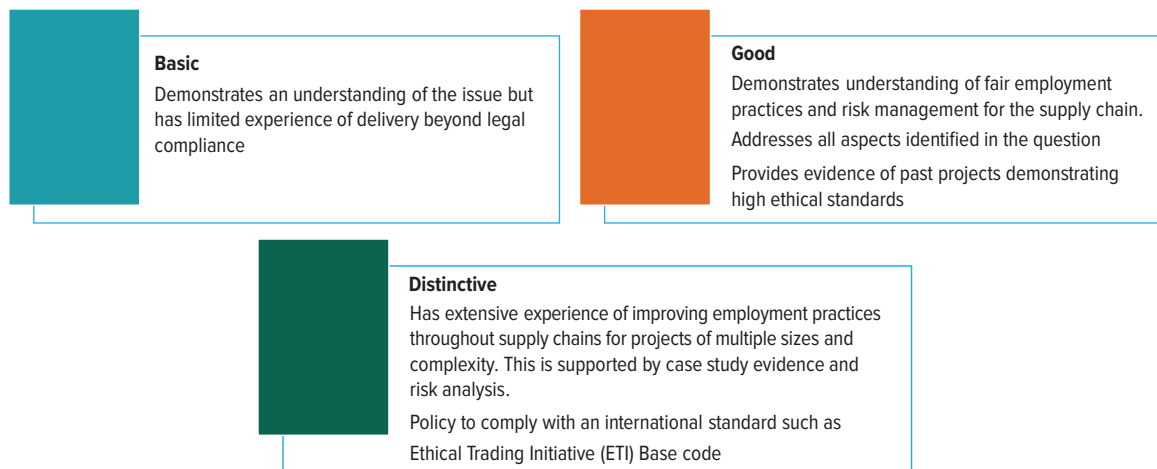 Basic
Demonstrates an understanding of the issue but
has limited experience of delivery beyond legal
compliance
Good
Demonstrates understanding of fair employment
practices and risk management for the supply chain.
Addresses all aspects identified in the question
Provides evidence of past projects demonstrating
high ethical standards
Distinctive
Has extensive experience of improving employment practices
throughout supply chains for projects of multiple sizes and
complexity. This is supported by case study evidence and
risk analysis.
Policy to comply with an international standard such as
Ethical Trading Initiative (ETI) Base code